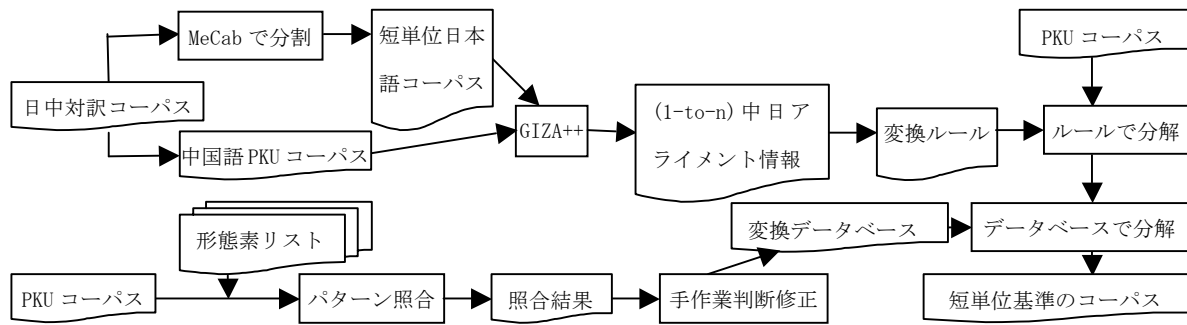 MeCab で分割
短単位日本
語コーパス
PKU コーパス
日中対訳コーパス
GIZA++
(1-to-n) 中日ア
ライメント情報
変換ルール
ルールで分解
中国語 PKU コーパス
形態素リスト
変換データベース
データベースで分解
PKU コーパス
パターン照合
照合結果
手作業判断修正
短単位基準のコーパス